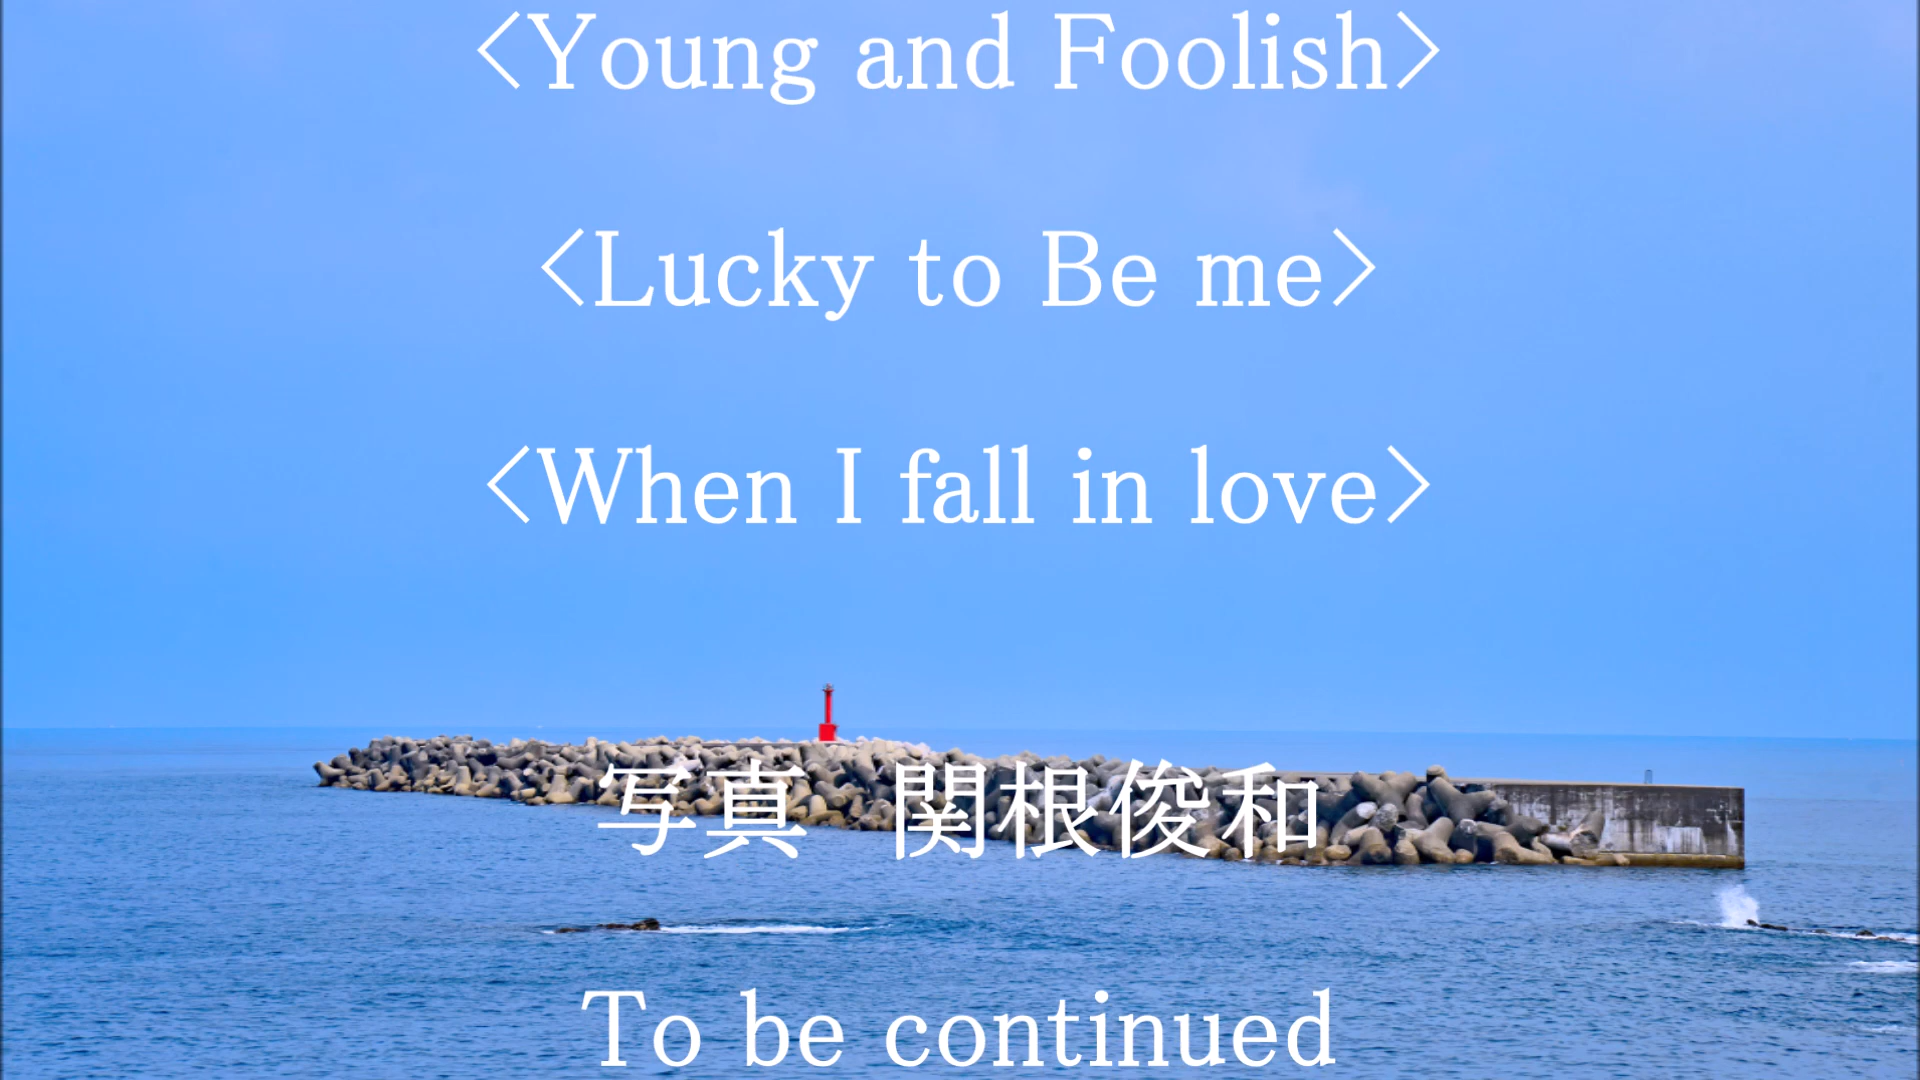 <Young and Foolish>
<Lucky to Be me>
<When I fall in love>
写真　関根俊和
To be continued